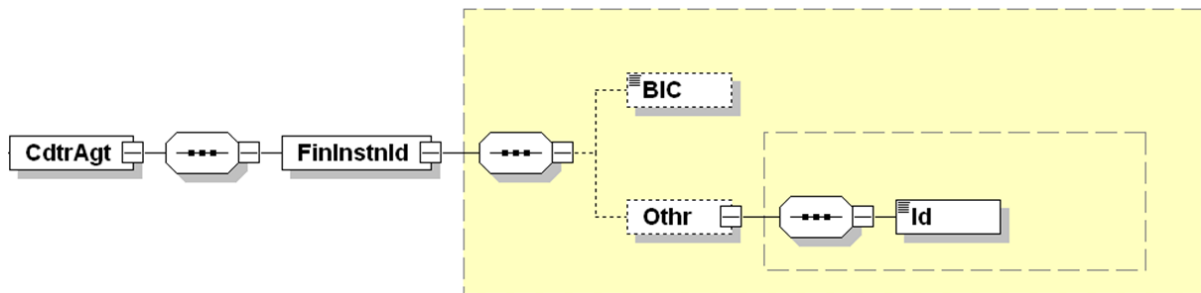 BIC
CdtrAgt
FinInstnId
Othr
Id